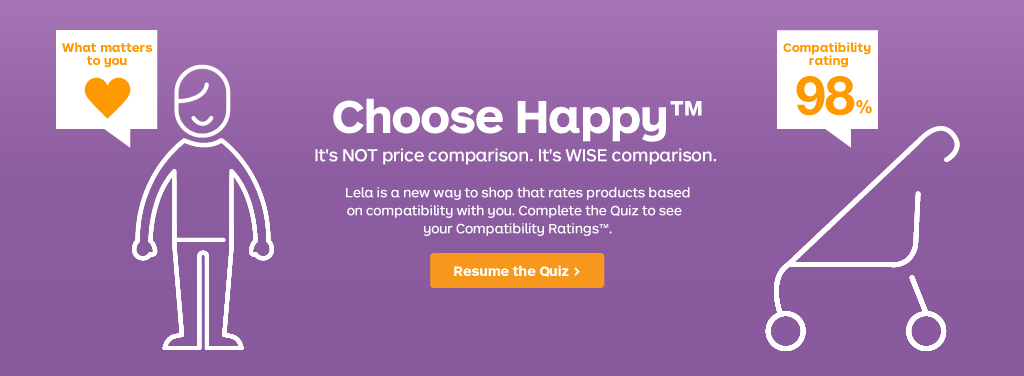 What matters
to you
Choose Happy™
It's NOT price comparison. It's WISE comparison.
Lela is a new way to shop that rates products based
on compatibility with you. Complete the Quiz to see
your Compatibility Ratings™.
Resume the Quiz ›
Compatibility
rating
98%